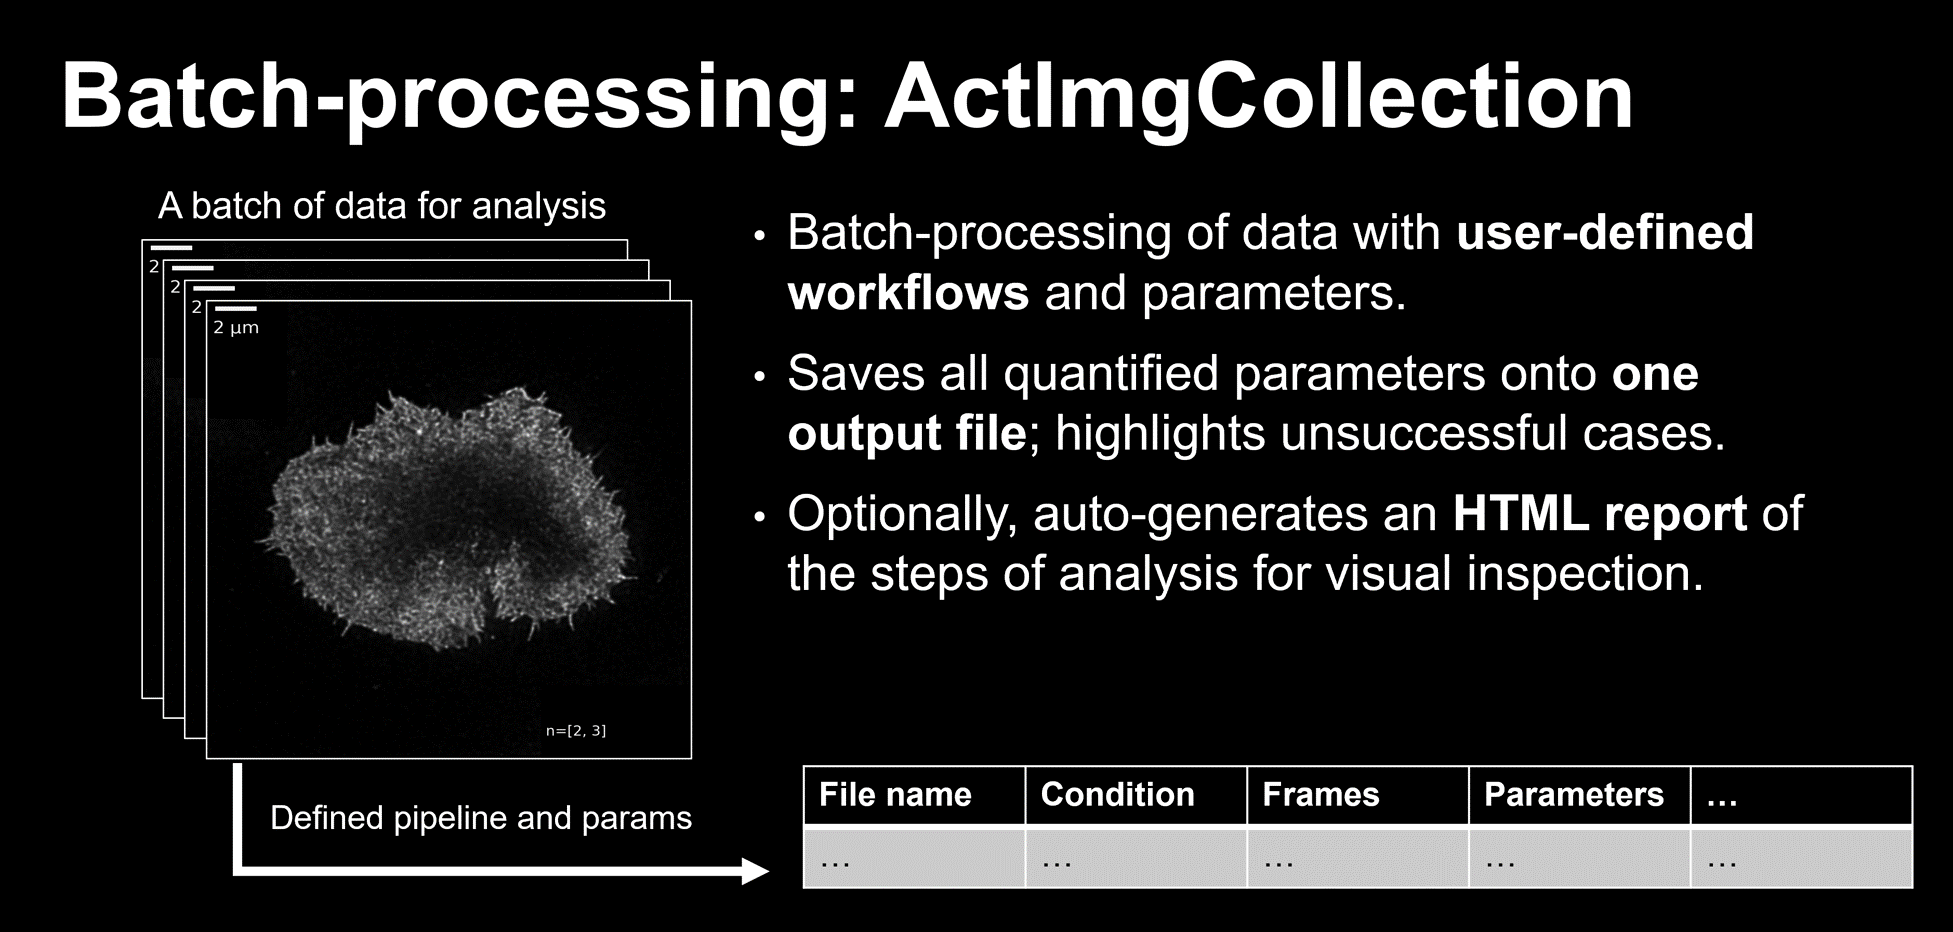 Batch-processing: ActImgCollection
A batch of data for analysis
2
2
2
2 µm
n=[2, 3]
Defined pipeline and params
• Batch-processing of data with user-defined
workflows and parameters.
• Saves all quantified parameters onto one
output file; highlights unsuccessful cases.
• Optionally, auto-generates an HTML report of
the steps of analysis for visual inspection.
File name Condition Frames Parameters ...
... ... ... ... ...